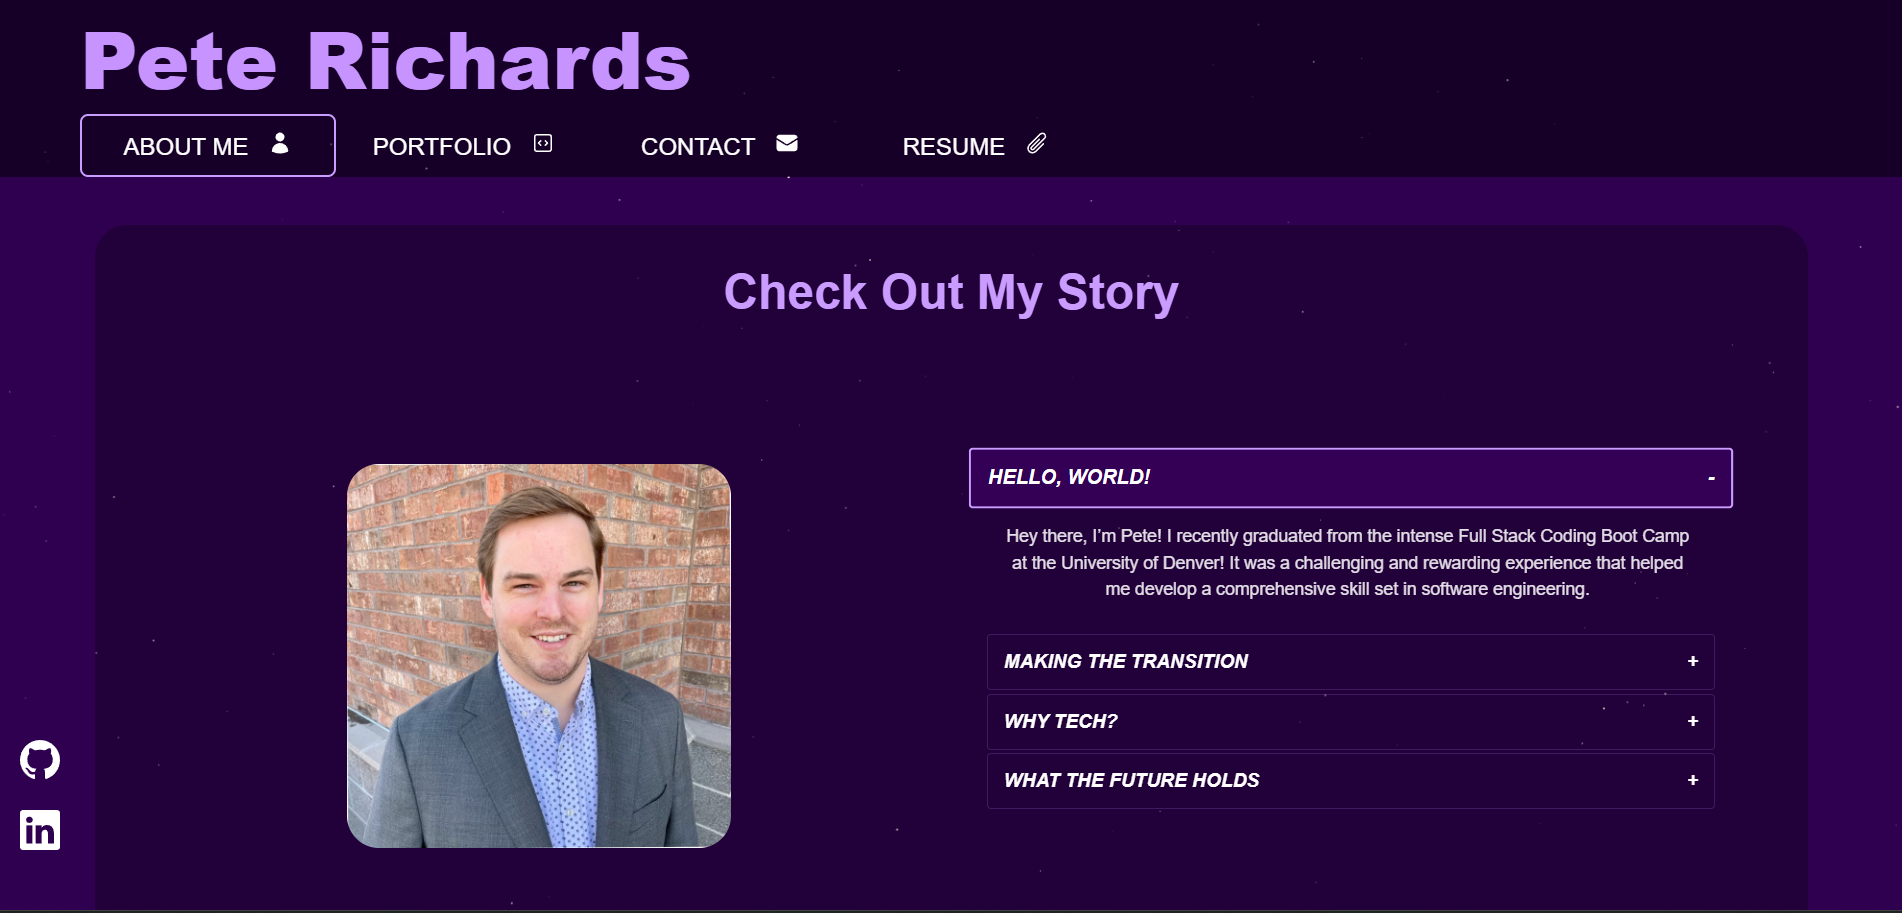 Pete Richards
ABOUT ME
PORTFOLIO
CONTACT
RESUME
Check Out My Story
HELLO, WORLD!
-
Hey there, I’m Pete! I recently graduated from the intense Full Stack Coding Boot Camp
at the University of Denver! It was a challenging and rewarding experience that helped
me develop a comprehensive skill set in software engineering.
MAKING THE TRANSITION
+
WHY TECH?
+
WHAT THE FUTURE HOLDS
+
in